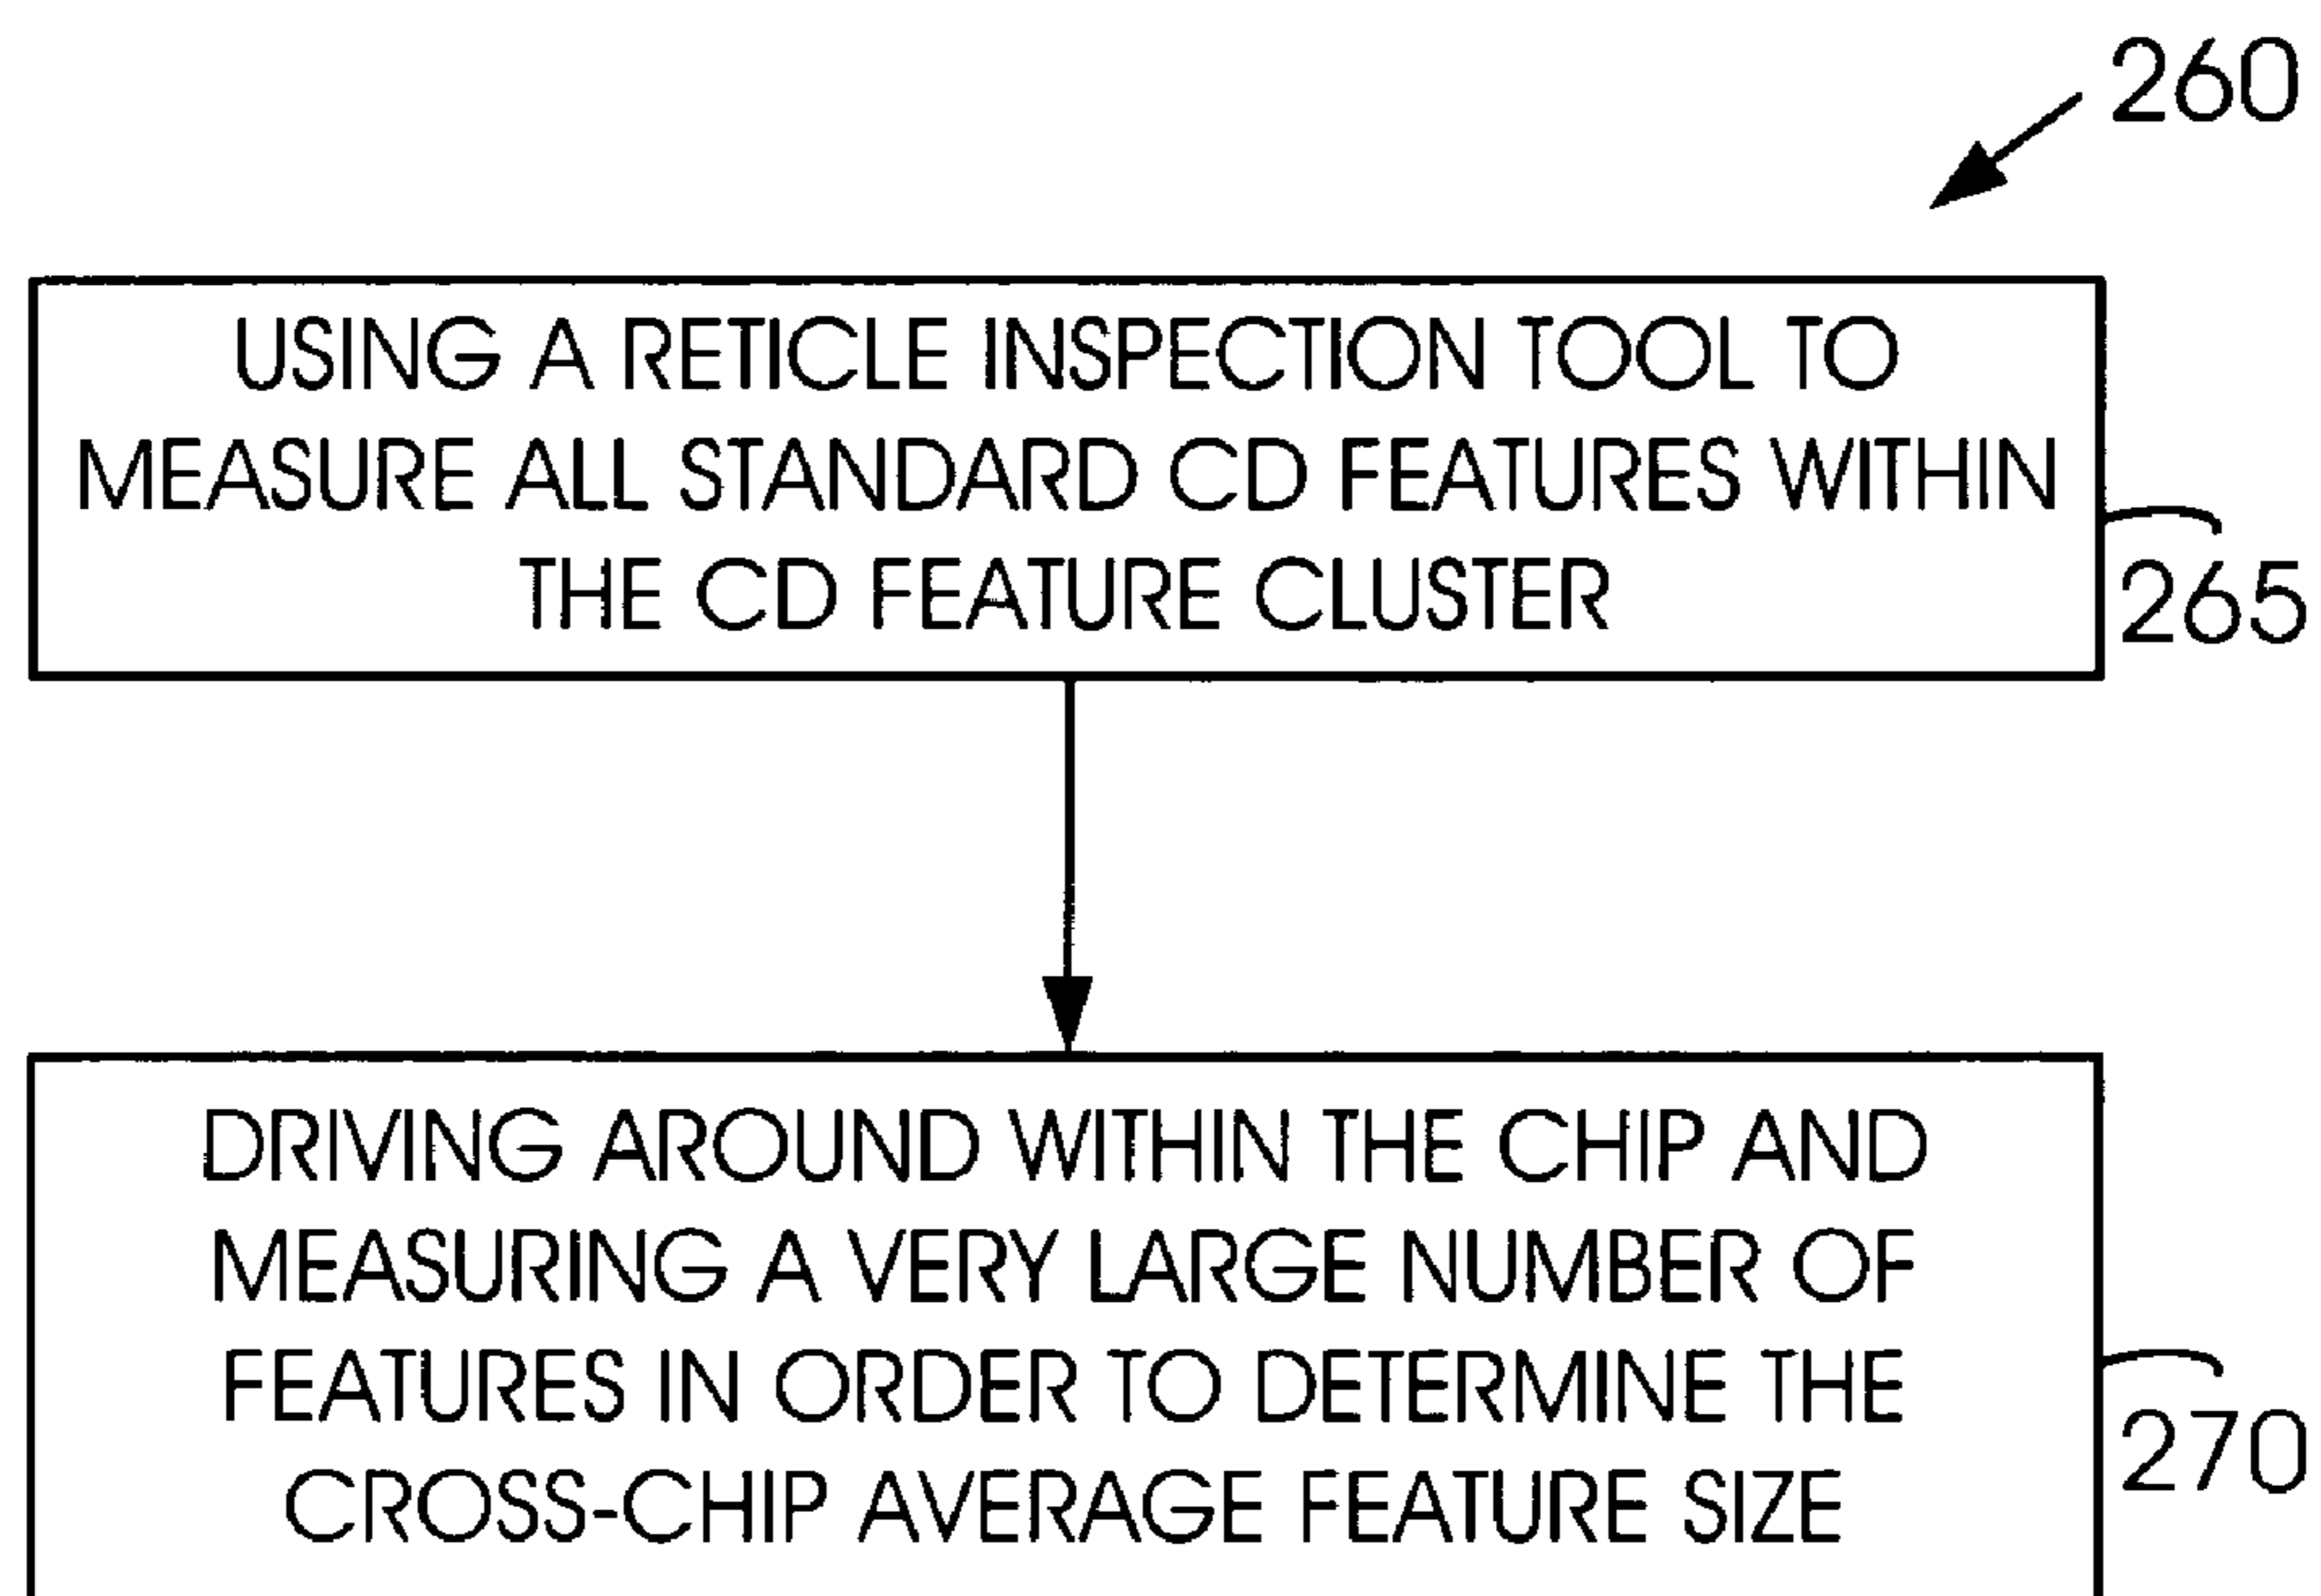 260
USING A RETICLE INSPECTION TOOL TO
MEASURE ALL STANDARD CD FEATURES WITHIN
THE CD FEATURE CLUSTER
265
DRIVING AROUND WITHIN THE CHIP AND
MEASURING A VERY LARGE NUMBER OF
FEATURES IN ORDER TO DETERMINE THE
CROSS-CHIP AVERAGE FEATURE SIZE
270